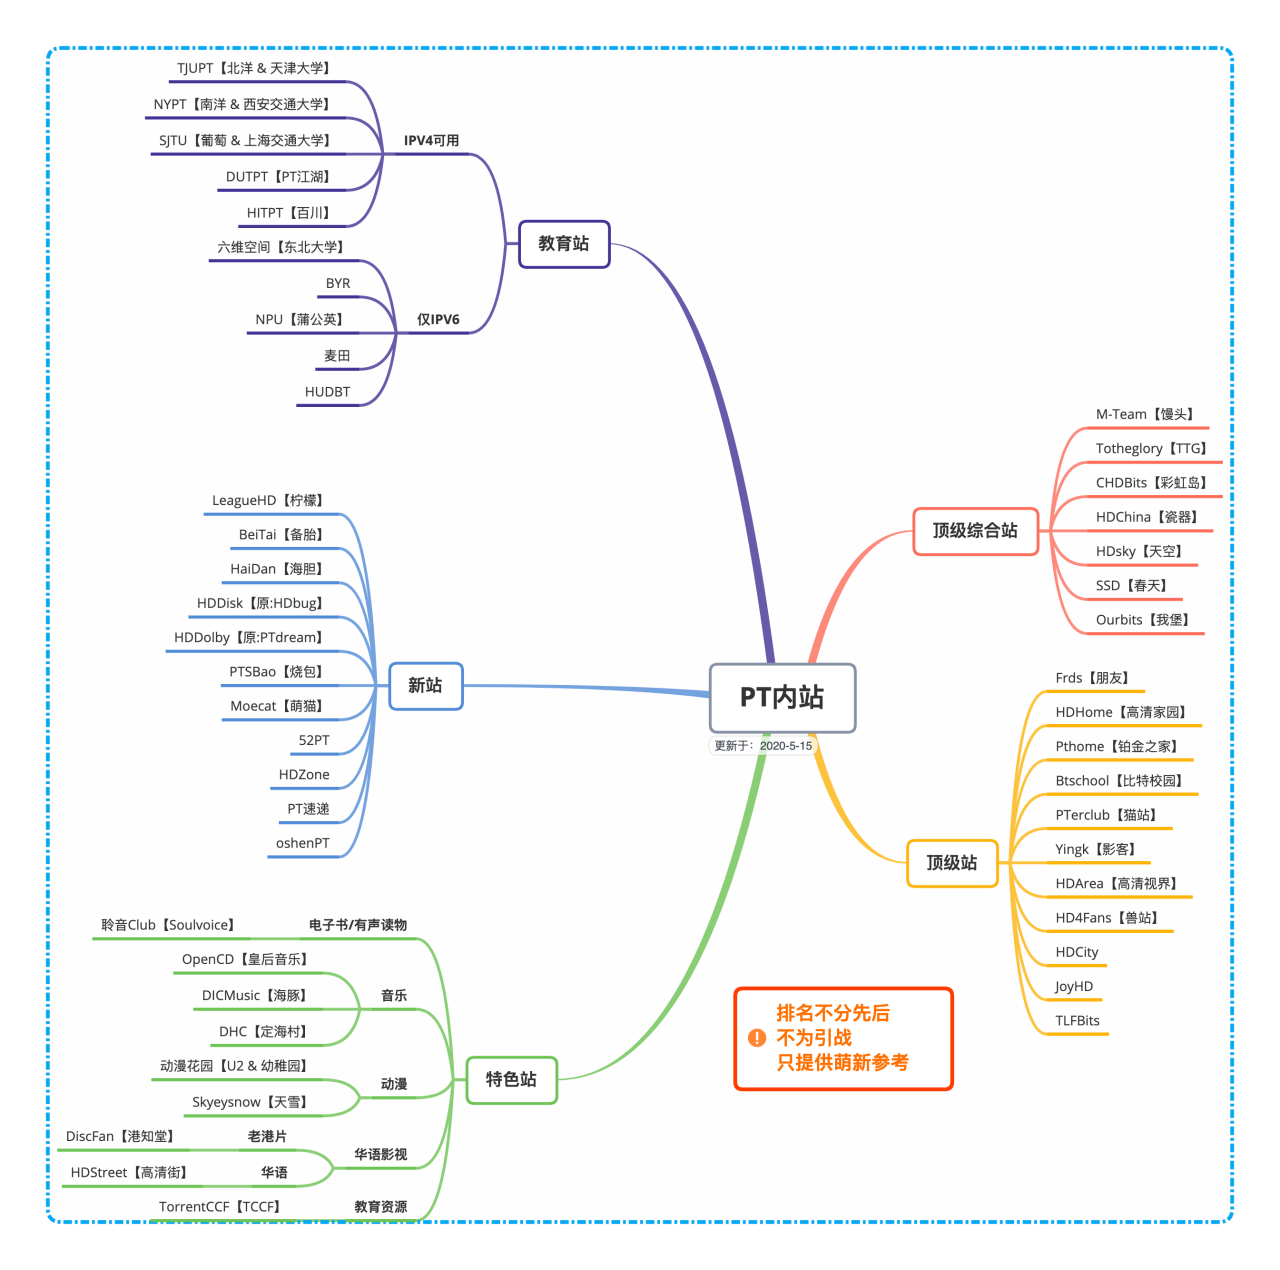 PT内站
更新于：2020-5-15
教育站
IPV4可用
TJUPT【北洋 & 天津大学】
NYPT【南洋 & 西安交通大学】
SJTU【葡萄 & 上海交通大学】
DUTPT【PT江湖】
HITPT【百川】
仅IPV6
六维空间【东北大学】
BYR
NPU【蒲公英】
麦田
HUDBT
新站
LeagueHD【柠檬】
BeiTai【备胎】
HaiDan【海胆】
HDDisk【原:HDbug】
HDDolby【原:PTdream】
PTSBao【烧包】
Moecat【萌猫】
52PT
HDZone
PT速递
oshenPT
特色站
电子书/有声读物
聆音Club【Soulvoice】
音乐
OpenCD【皇后音乐】
DICMusic【海豚】
DHC【定海村】
动漫
动漫花园【U2 & 幼稚园】
Skyeysnow【天雪】
华语影视
老港片
DiscFan【港知堂】
华语
HDStreet【高清街】
教育资源
TorrentCCF【TCCF】
顶级综合站
M-Team【馒头】
Totheglory【TTG】
CHDBits【彩虹岛】
HDChina【瓷器】
HDsky【天空】
SSD【春天】
Ourbits【我堡】
顶级站
Frds【朋友】
HDHome【高清家园】
Pthome【铂金之家】
Btschool【比特校园】
PTerclub【猫站】
Yingk【影客】
HDArea【高清视界】
HD4Fans【兽站】
HDCity
JoyHD
TLFBits
排名不分先后
不为引战
只提供萌新参考